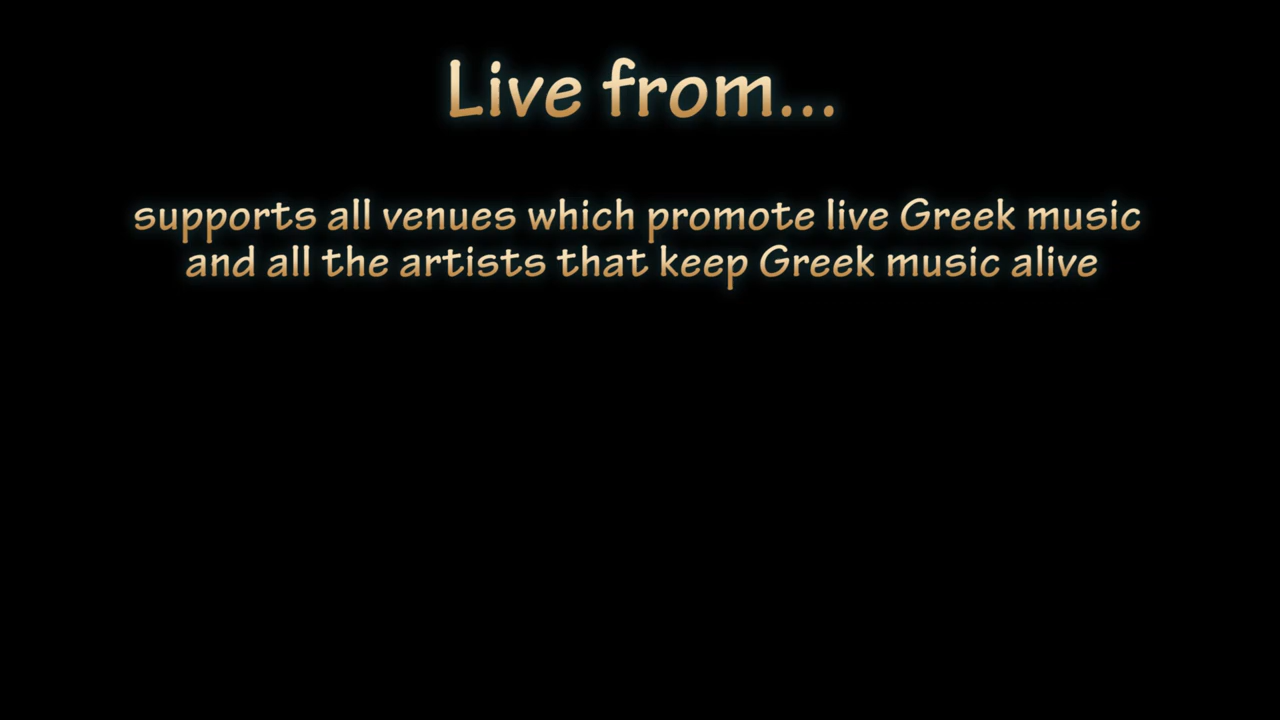 Live from...
supports all venues which promote live Greek music
and all the artists that keep Greek music alive